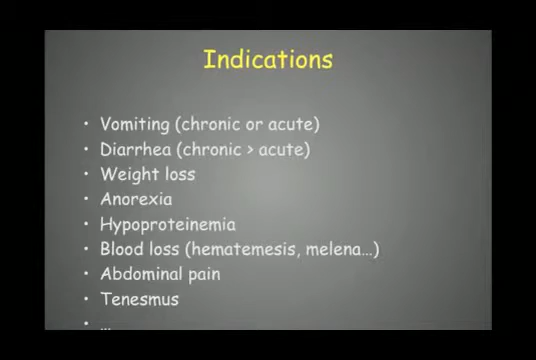 Indications
• Vomiting (chronic or acute)
• Diarrhea (chronic > acute)
• Weight loss
• Anorexia
• Hypoproteinemia
• Blood loss (hematemesis, melena…)
• Abdominal pain
• Tenesmus
• …